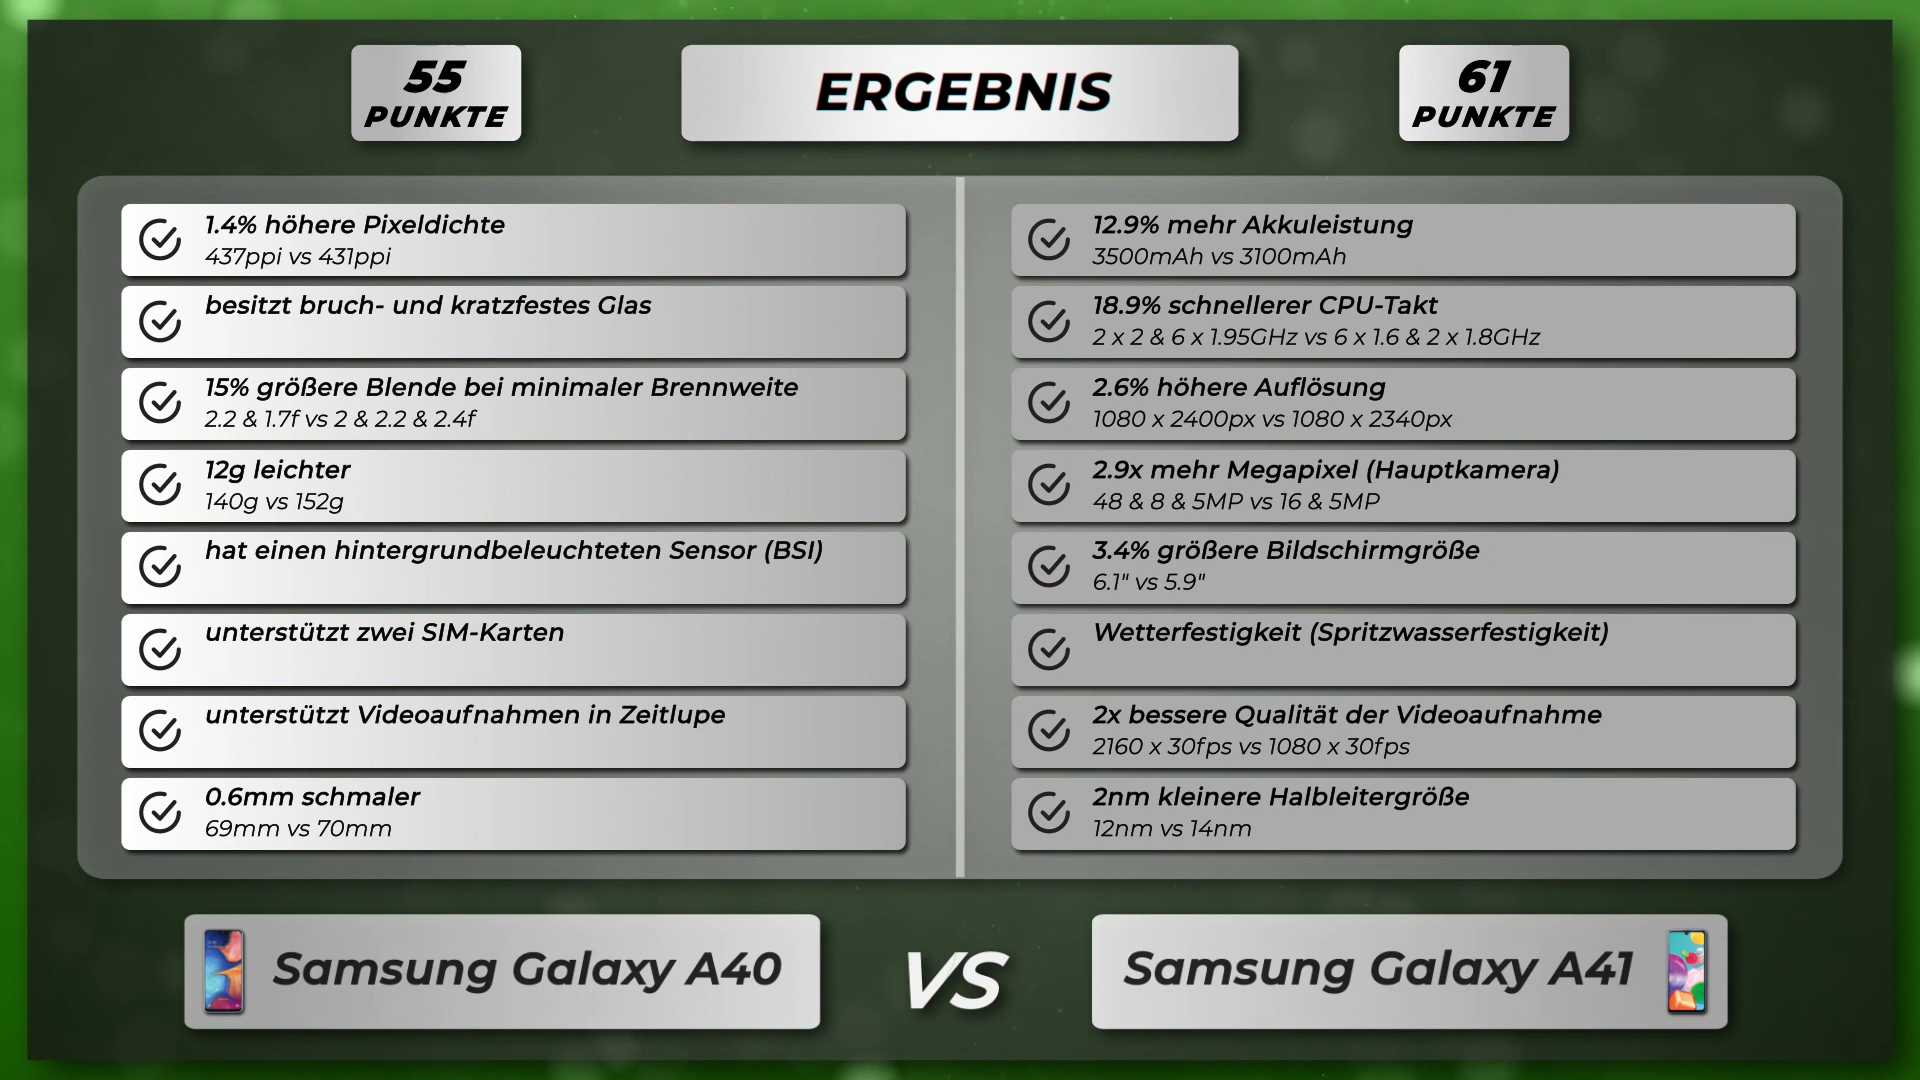 55
PUNKTE
ERGEBNIS
61
PUNKTE
1.4% höhere Pixeldichte
437ppi vs 431ppi
besitzt bruch- und kratzfestes Glas
15% größere Blende bei minimaler Brennweite
2.2 & 1.7f vs 2 & 2.2 & 2.4f
12g leichter
140g vs 152g
hat einen hintergrundbeleuchteten Sensor (BSI)
unterstützt zwei SIM-Karten
unterstützt Videoaufnahmen in Zeitlupe
0.6mm schmaler
69mm vs 70mm
12.9% mehr Akkuleistung
3500mAh vs 3100mAh
18.9% schnellerer CPU-Takt
2 x 2 & 6 x 1.95GHz vs 6 x 1.6 & 2 x 1.8GHz
2.6% höhere Auflösung
1080 x 2400px vs 1080 x 2340px
2.9x mehr Megapixel (Hauptkamera)
48 & 8 & 5MP vs 16 & 5MP
3.4% größere Bildschirmgröße
6.1" vs 5.9"
Wetterfestigkeit (Spritzwasserfestigkeit)
2x bessere Qualität der Videoaufnahme
2160 x 30fps vs 1080 x 30fps
2nm kleinere Halbleitergröße
12nm vs 14nm
Samsung Galaxy A40
VS
Samsung Galaxy A41